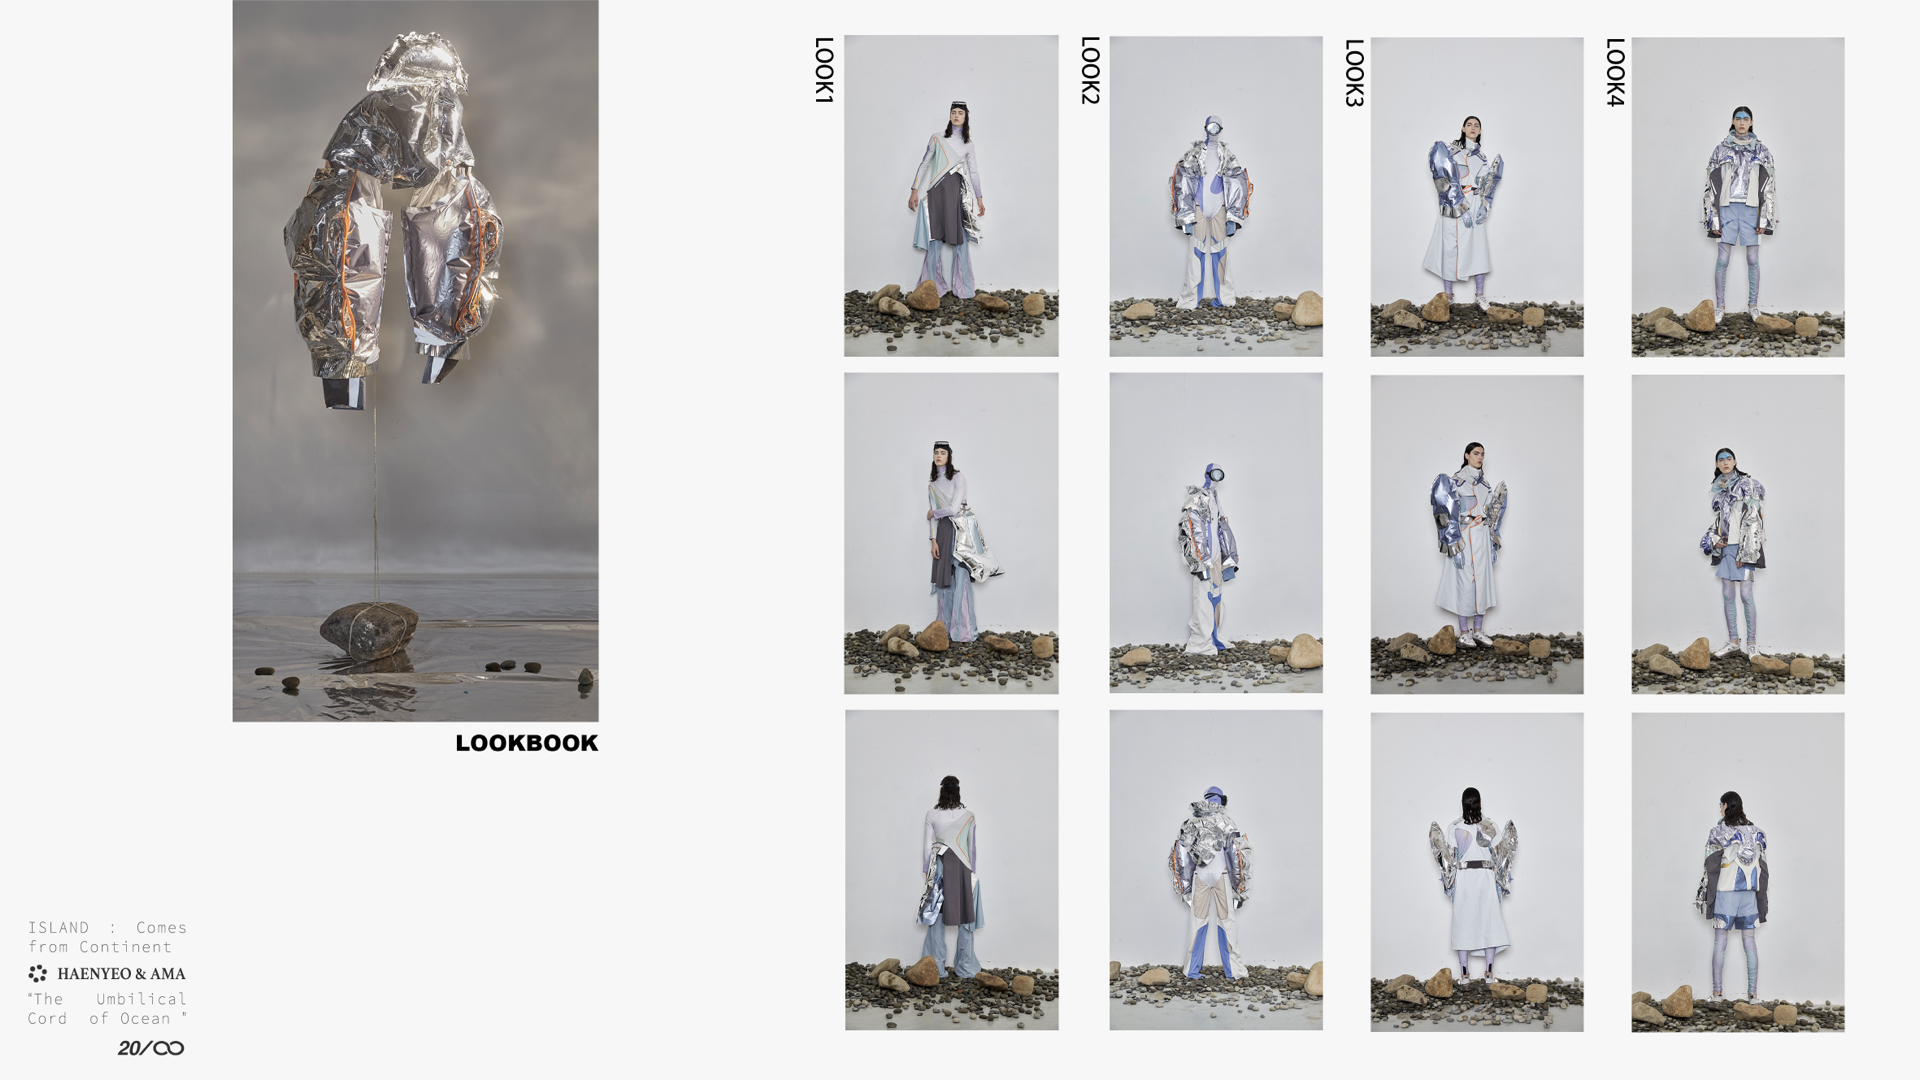 LOOK1
LOOK2
LOOK3
LOOK4
LOOKBOOK
ISLAND : Comes
from Continent
HAENYEO & AMA
"The Umbilical
Cord of Ocean "
20/∞